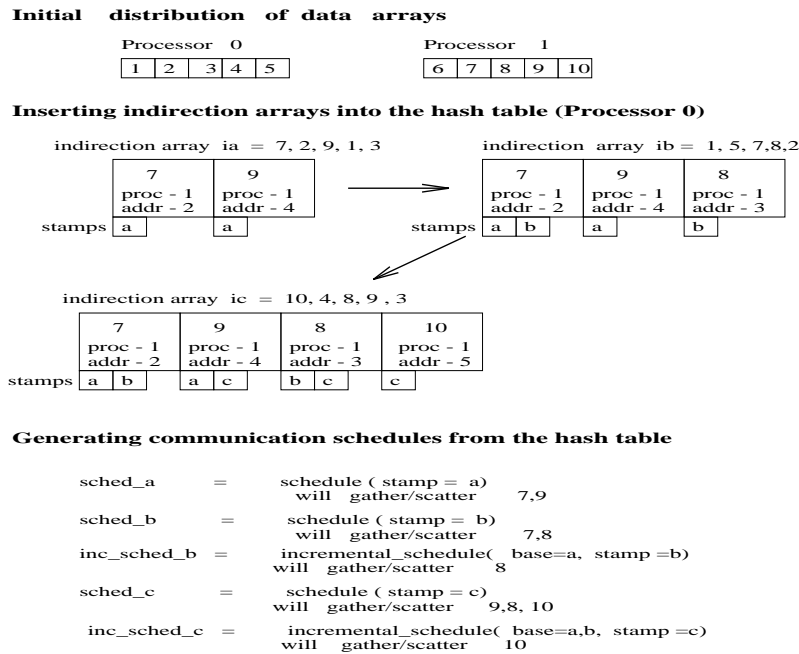 Initial distribution of data arrays
Processor 0 Processor 1
1 2 3 4 5 6 7 8 9 10
Inserting indirection arrays into the hash table (Processor 0)
indirection array ia = 7, 2, 9, 1, 3 indirection array ib = 1, 5, 7,8,2
7 9 7 9 8
proc - 1 proc - 1 proc - 1 proc - 1 proc - 1
addr - 2 addr - 4 addr - 2 addr - 4 addr - 3
stamps a a stamps a b a b
indirection array ic = 10, 4, 8, 9 , 3
7 9 8 10
proc - 1 proc - 1 proc - 1 proc - 1
addr - 2 addr - 4 addr - 3 addr - 5
stamps a b a c b c c
Generating communication schedules from the hash table
sched_a = schedule ( stamp = a)
will gather/scatter 7,9
sched_b = schedule ( stamp = b)
will gather/scatter 7,8
inc_sched_b = incremental_schedule( base=a, stamp =b)
will gather/scatter 8
sched_c = schedule ( stamp = c)
will gather/scatter 9,8, 10
inc_sched_c = incremental_schedule( base=a,b, stamp =c)
will gather/scatter 10